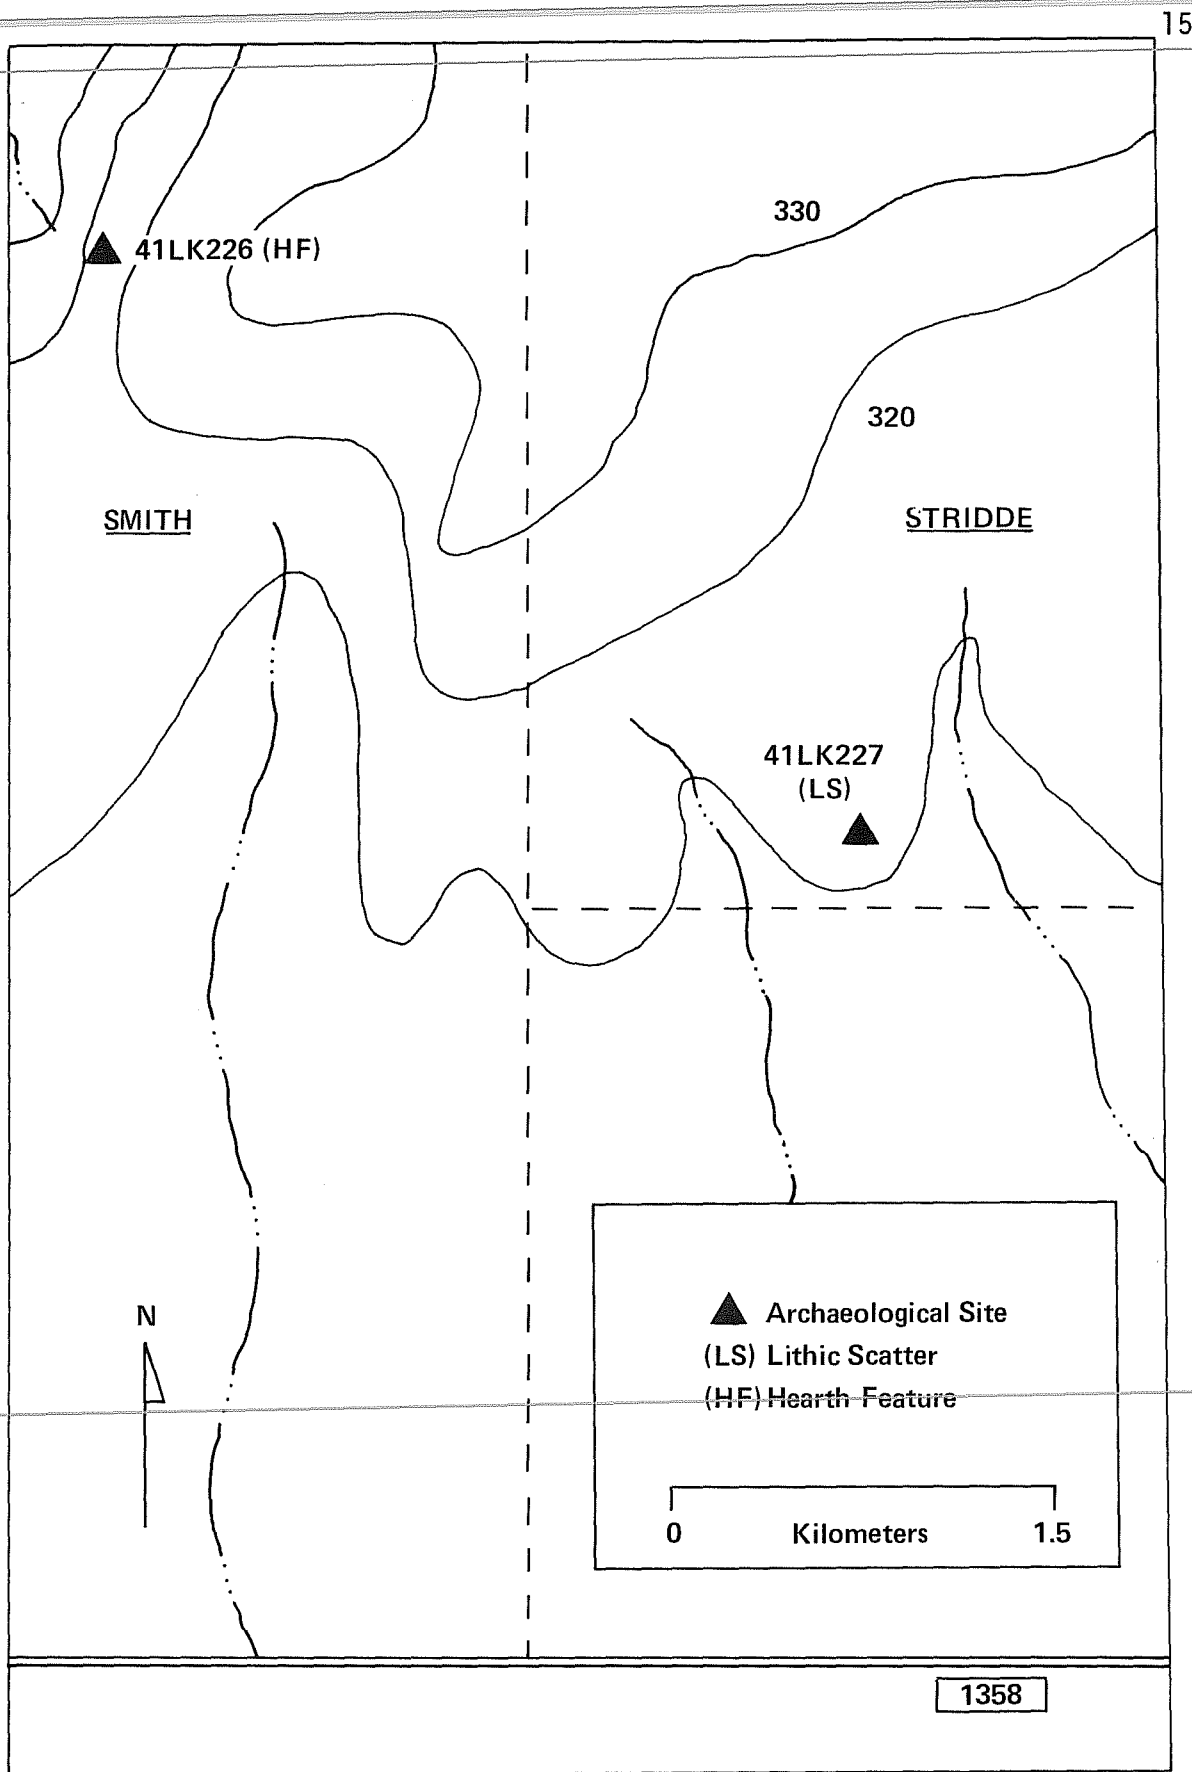 15
330
41LK226 (HF)
320
SMITH
STRIDDE
41LK227
(LS)
N
Archaeological Site
(LS) Lithic Scatter
(HF) Hearth Feature
0 Kilometers 1.5
1358